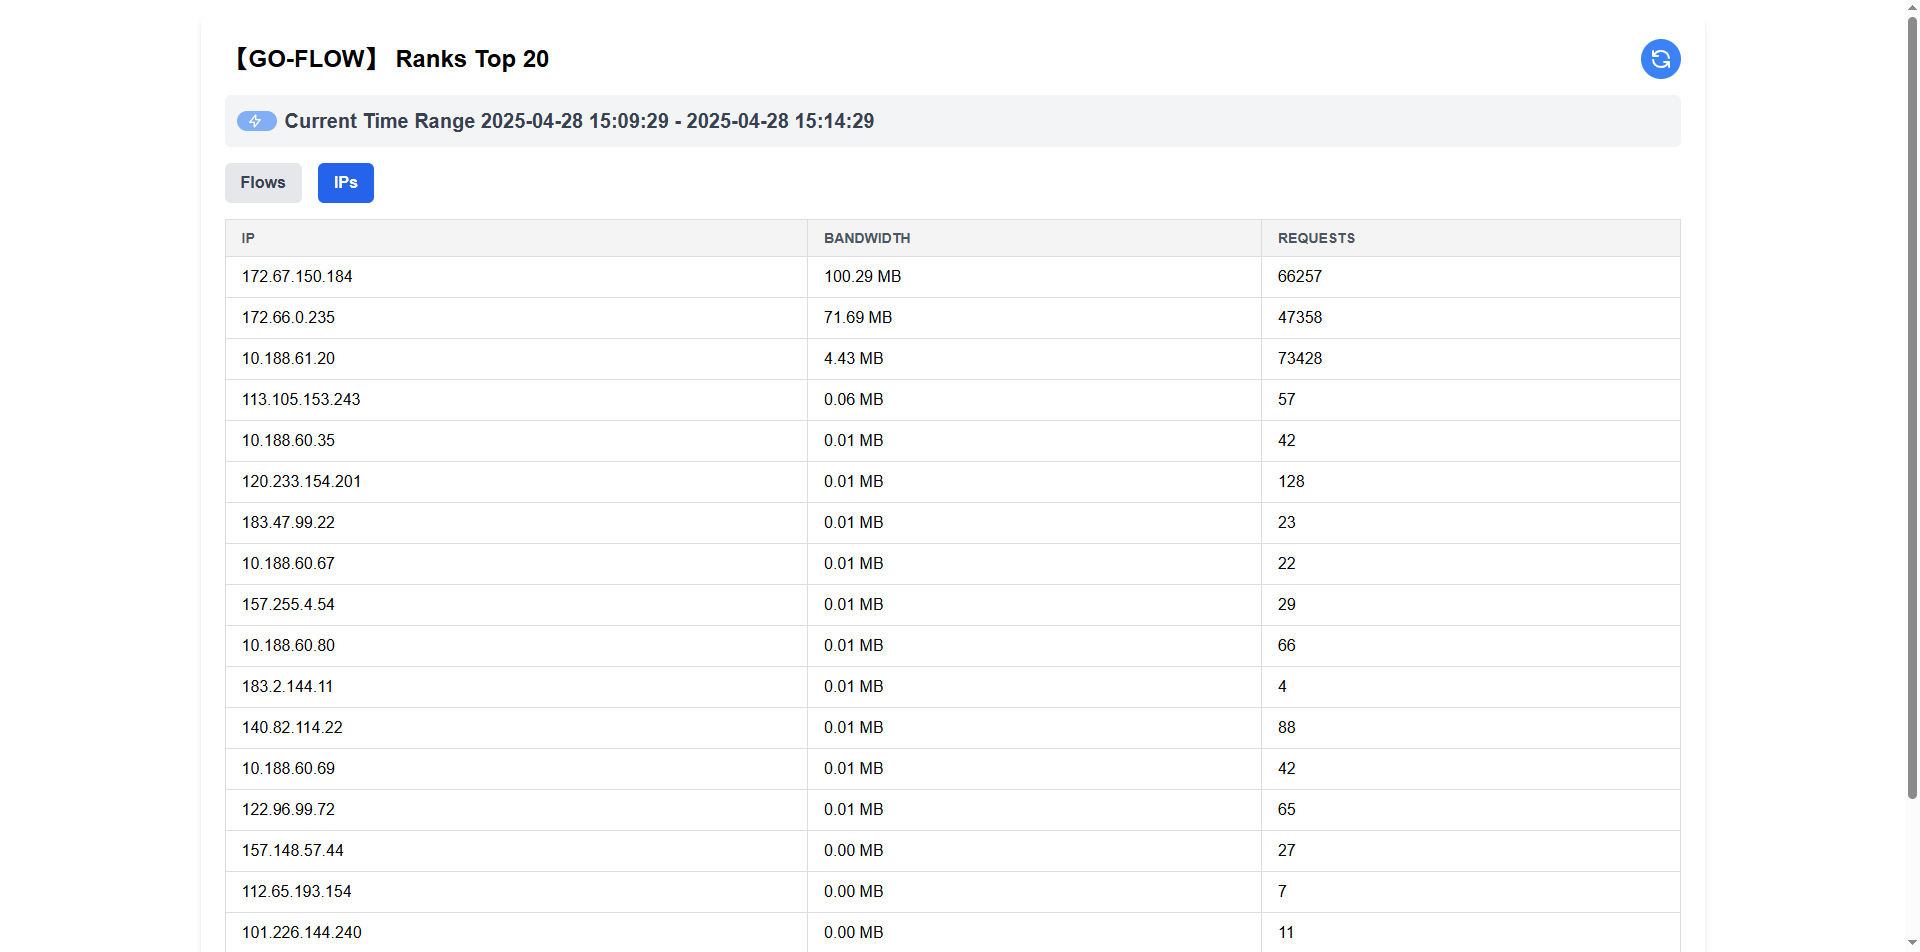 【GO-FLOW】 Ranks Top 20
Current Time Range 2025-04-28 15:09:29 - 2025-04-28 15:14:29
Flows IPs
IP BANDWIDTH REQUESTS
172.67.150.184 100.29 MB 66257
172.66.0.235 71.69 MB 47358
10.188.61.20 4.43 MB 73428
113.105.153.243 0.06 MB 57
10.188.60.35 0.01 MB 42
120.233.154.201 0.01 MB 128
183.47.99.22 0.01 MB 23
10.188.60.67 0.01 MB 22
157.255.4.54 0.01 MB 29
10.188.60.80 0.01 MB 66
183.2.144.11 0.01 MB 4
140.82.114.22 0.01 MB 88
10.188.60.69 0.01 MB 42
122.96.99.72 0.01 MB 65
157.148.57.44 0.00 MB 27
112.65.193.154 0.00 MB 7
101.226.144.240 0.00 MB 11